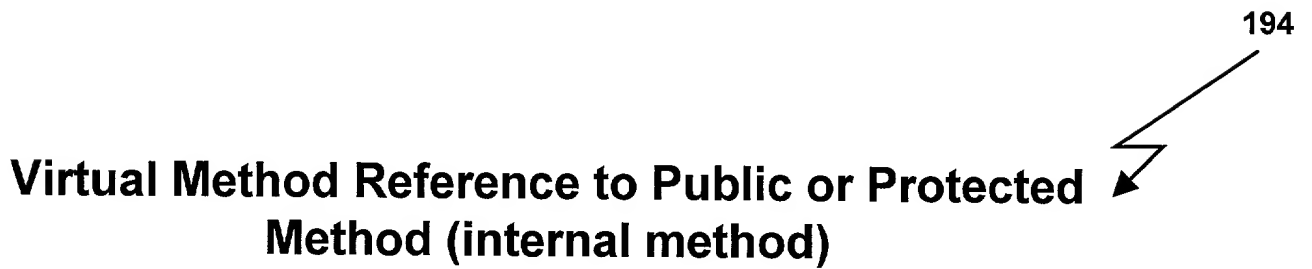 194
Virtual Method Reference to Public or Protected
Method (internal method)